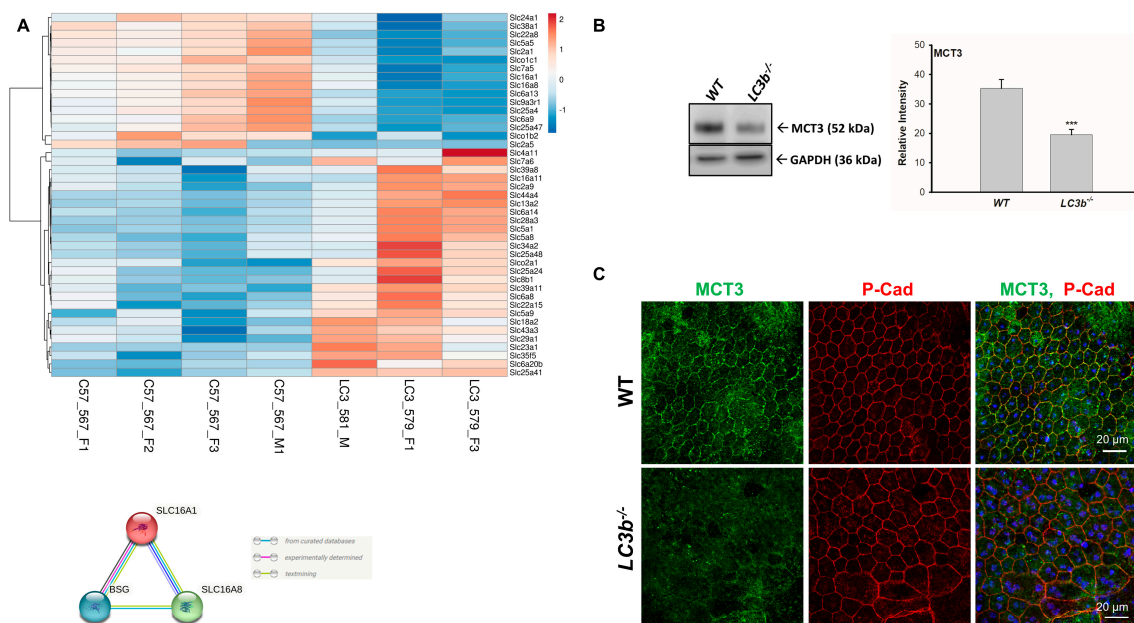 A
Slc24a1
Slc38a1
Slc22a8
Slc5a5
Slc2a1
Slco1c1
Slc7a5
Slc16a1
Slc16a8
Slc6a13
Slc9a3r1
Slc25a4
Slc6a9
Slc25a47
Slco1b2
Slc2a5
Slc4a11
Slc7a6
Slc39a8
Slc16a11
Slc2a9
Slc44a4
Slc13a2
Slc6a14
Slc28a3
Slc5a1
Slc5a8
Slc34a2
Slc25a48
Slco2a1
Slc25a24
Slc8b1
Slc39a11
Slc6a8
Slc22a15
Slc5a9
Slc18a2
Slc43a3
Slc29a1
Slc23a1
Slc35f5
Slc6a20b
Slc25a41
2
1
0
-1
C57_567_F1
C57_567_F2
C57_567_F3
C57_567_M1
LC3_581_M
LC3_579_F1
LC3_579_F3
SLC16A1
BSG
SLC16A8
from curated databases
experimentally determined
textmining
B
WT
LC3b-/-
MCT3 (52 kDa)
GAPDH (36 kDa)
MCT3
Relative Intensity
50
40
30
20
10
0
***
WT
LC3b-/-
C
MCT3
P-Cad
MCT3, P-Cad
WT
20 µm
LC3b-/-
20 µm